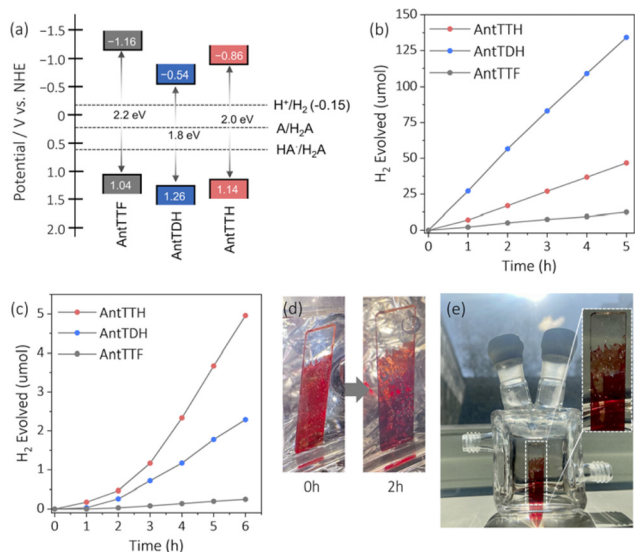 (a)
Potential / V vs. NHE
−1.5
−1.0
−0.5
0
0.5
1.0
1.5
2.0
−1.16
−0.54
−0.86
2.2 eV
1.8 eV
2.0 eV
H⁺/H₂ (-0.15)
A/H₂A
HA·/H₂A
1.04
1.26
1.14
AntTTF
AntTDH
AntTTH
(b)
AntTTH
AntTDH
AntTTF
H₂ Evolved (umol)
150
125
100
75
50
25
0
0 1 2 3 4 5
Time (h)
(c)
AntTTH
AntTDH
AntTTF
H₂ Evolved (umol)
5
4
3
2
1
0
0 1 2 3 4 5 6
Time (h)
(d)
0h
2h
(e)